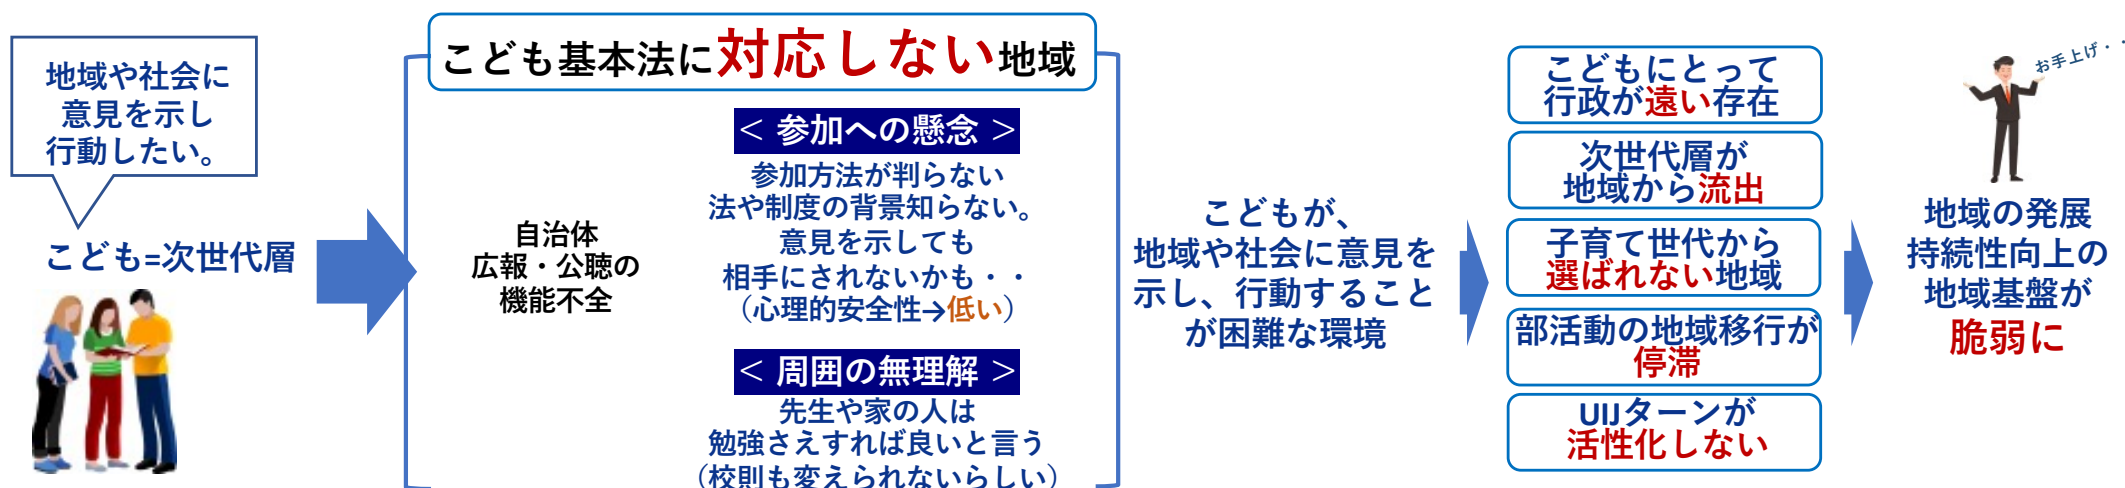 地域や社会に
意見を示し
行動したい。
こども=次世代層
こども基本法に対応しない地域
自治体
広報・公聴の
機能不全
＜ 参加への懸念 ＞
参加方法が判らない
法や制度の背景知らない。
意見を示しても
相手にされないかも・・
（心理的安全性→低い）
＜ 周囲の無理解 ＞
先生や家の人は
勉強さえすれば良いと言う
（校則も変えられないらしい）
こどもが、
地域や社会に意見を
示し、行動すること
が困難な環境
こどもにとって
行政が遠い存在
次世代層が
地域から流出
子育て世代から
選ばれない地域
部活動の地域移行が
停滞
UIJターンが
活性化しない
お手上げ・・
地域の発展
持続性向上の
地域基盤が
脆弱に